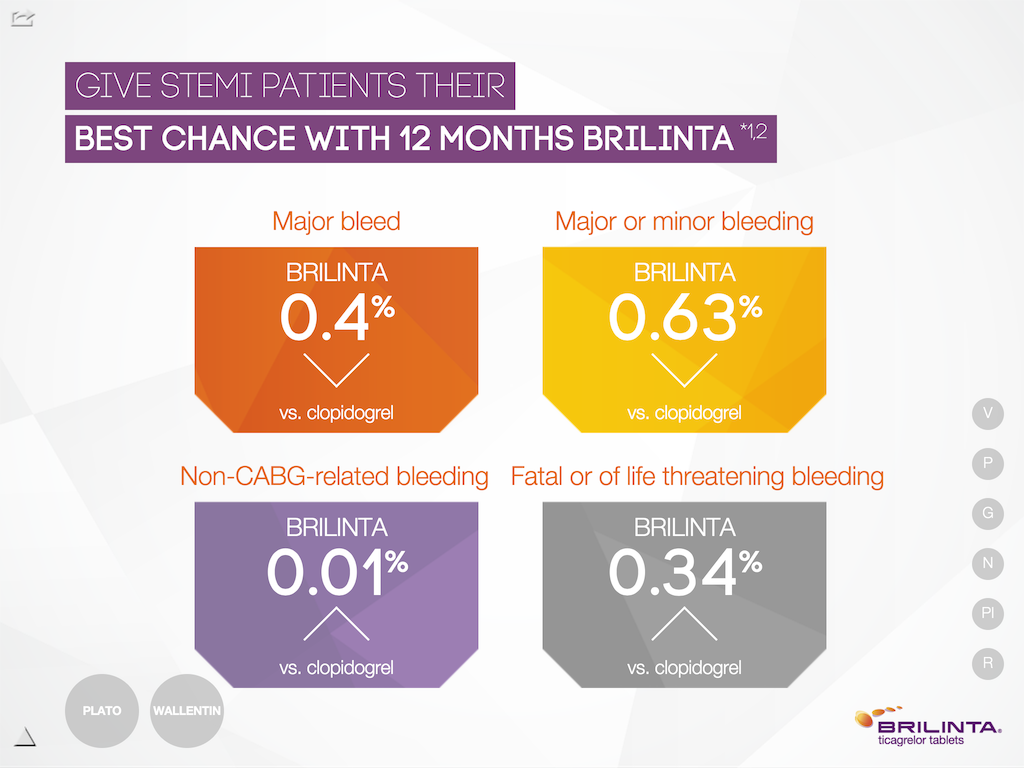 GIVE STEMI PATIENTS THEIR
BEST CHANCE WITH 12 MONTHS BRILINTA *1,2
Major bleed
BRILINTA
0.4%
vs. clopidogrel
Major or minor bleeding
BRILINTA
0.63%
vs. clopidogrel
Non-CABG-related bleeding
BRILINTA
0.01%
vs. clopidogrel
Fatal or of life threatening bleeding
BRILINTA
0.34%
vs. clopidogrel
V
P
G
N
PI
R
PLATO
WALLENTIN
BRILINTA®
ticagrelor tablets